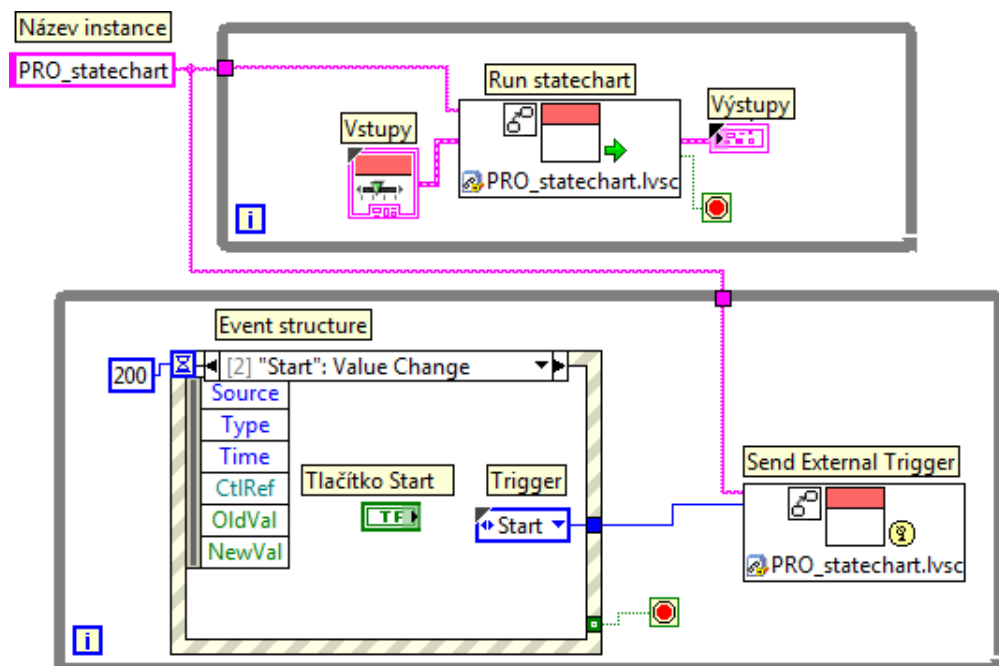 Název instance
PRO_statechart
Run statechart
Vstupy
Výstupy
PRO_statechart.lvsc
i
Event structure
200
[2] "Start": Value Change
Source
Type
Time
CtlRef
OldVal
NewVal
Tlačítko Start
TF
Trigger
Start
Send External Trigger
PRO_statechart.lvsc
i